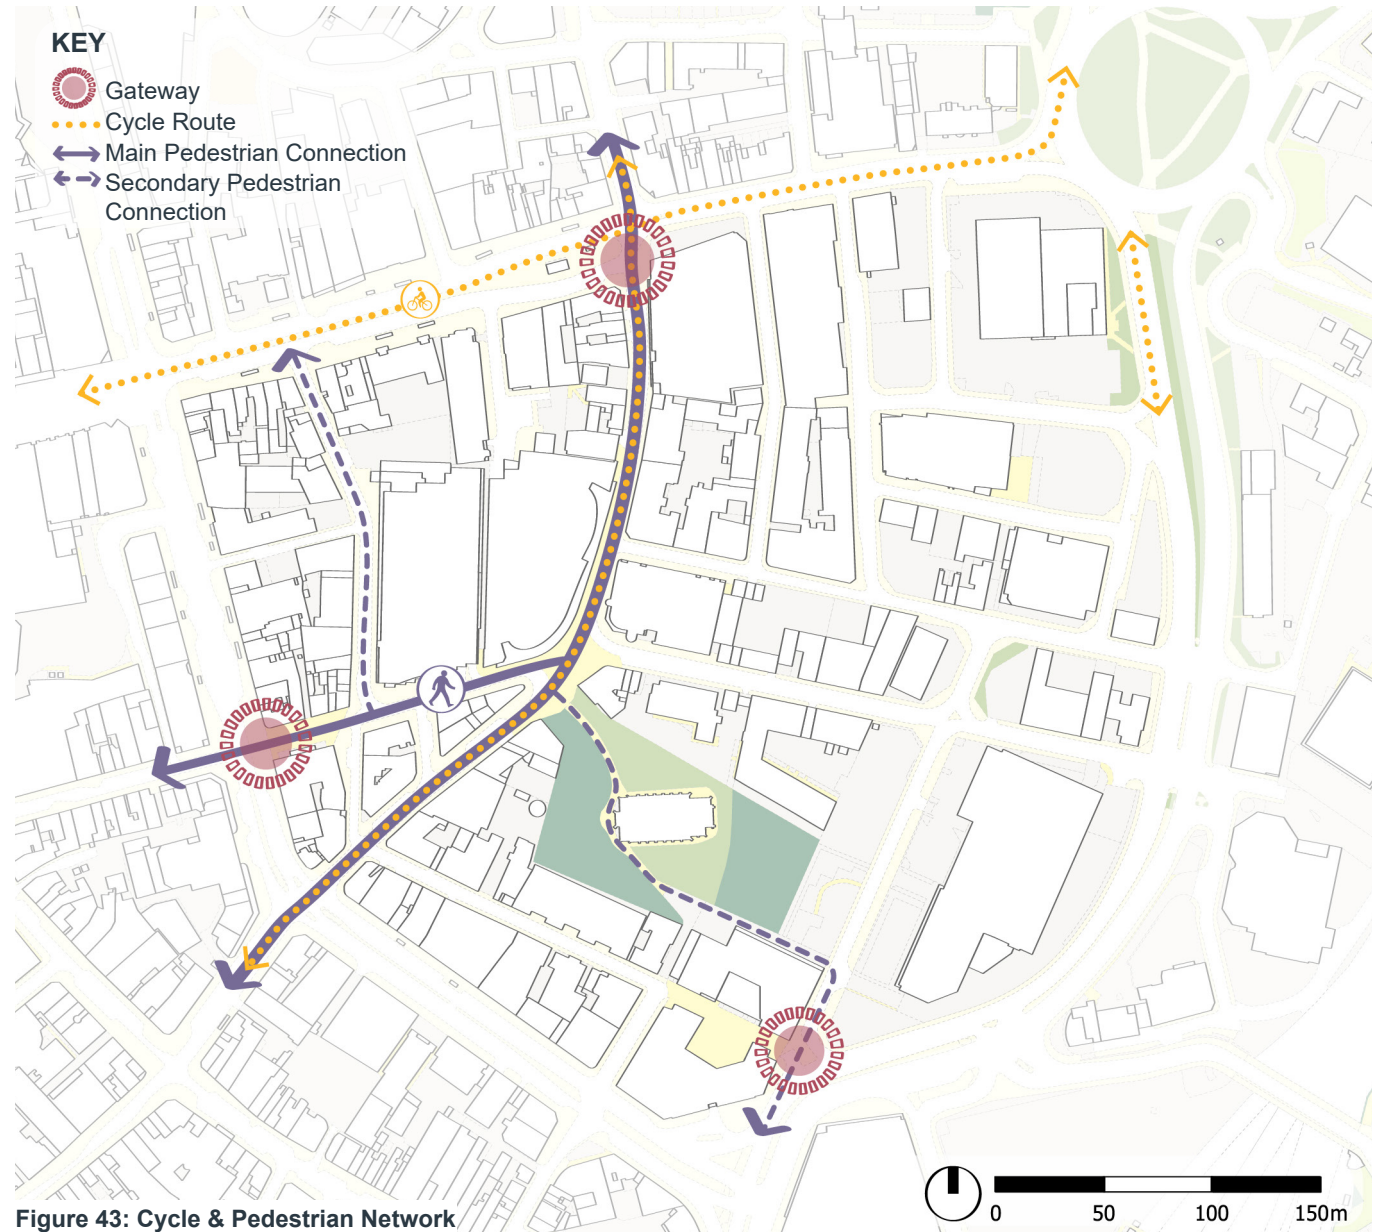 KEY
Gateway
Cycle Route
Main Pedestrian Connection
Secondary Pedestrian
Connection
0 50 100 150m
Figure 43: Cycle & Pedestrian Network